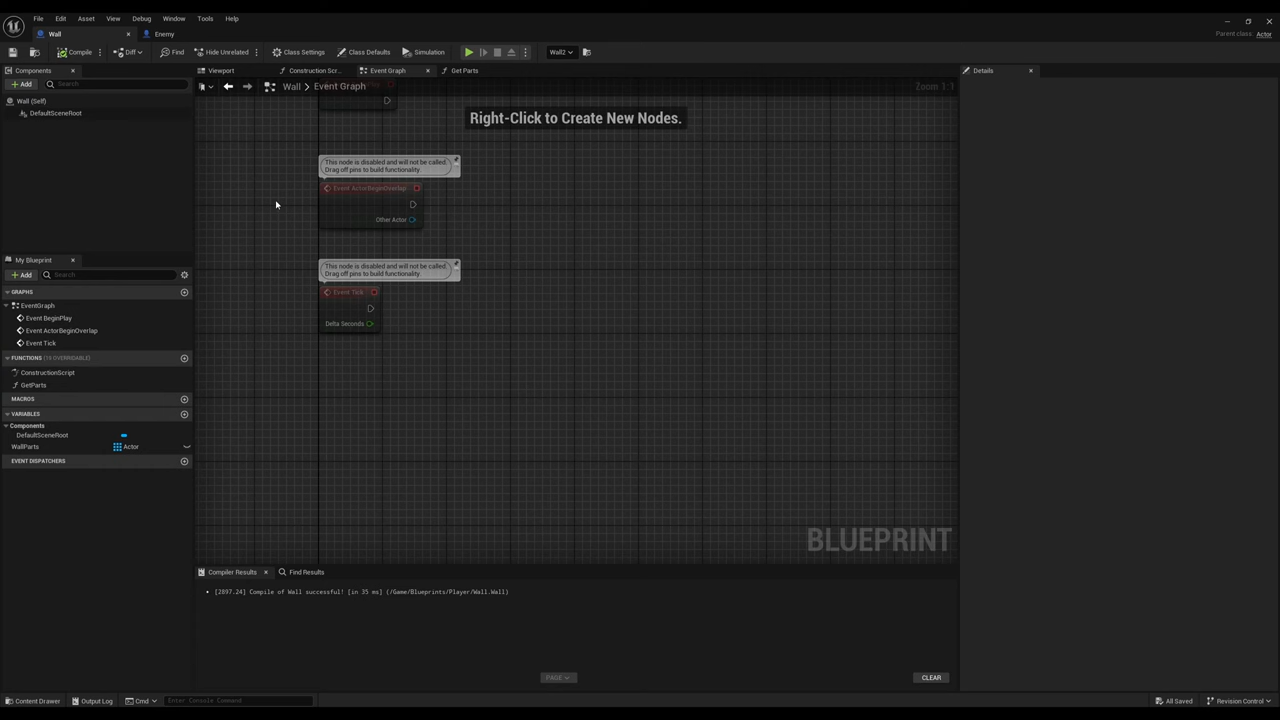 File Edit Asset View Debug Window Tools Help
Wall Enemy
Parent class: Actor
Compile Diff Find Hide Unrelated Class Settings Class Defaults Simulation Wall2
Components
Viewport Construction Scr... Event Graph Get Parts
Details
Add Search
Wall > Event Graph
Zoom 1:1
Wall (Self)
DefaultSceneRoot
Right-Click to Create New Nodes.
This node is disabled and will not be called.
Drag off pins to build functionality.
Event ActorBeginOverlap
Other Actor
This node is disabled and will not be called.
Drag off pins to build functionality.
Event Tick
Delta Seconds
My Blueprint
Add Search
GRAPHS
EventGraph
Event BeginPlay
Event ActorBeginOverlap
Event Tick
FUNCTIONS (19 OVERRIDABLE)
ConstructionScript
GetParts
MACROS
VARIABLES
Components
DefaultSceneRoot
WallParts Actor
EVENT DISPATCHERS
BLUEPRINT
Compiler Results Find Results
[2897.24] Compile of Wall successful! [in 35 ms] (/Game/Blueprints/Player/Wall.Wall)
PAGE
CLEAR
Content Drawer Output Log Cmd Enter Console Command
All Saved Revision Control